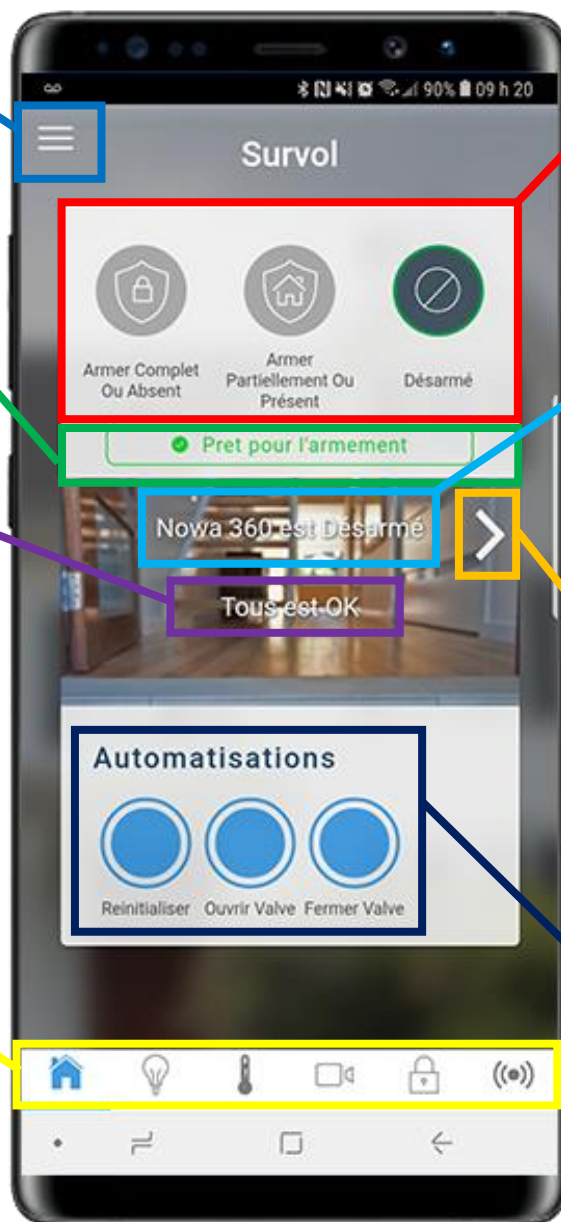 90% 09 h 20
Survol
Armer Complet
Ou Absent
Armer
Partiellement Ou
Présent
Désarmé
Pret pour l'armement
Nowa 360 est Désarmé
Tous est OK
Automatisations
Reinitialiser Ouvrir Valve Fermer Valve